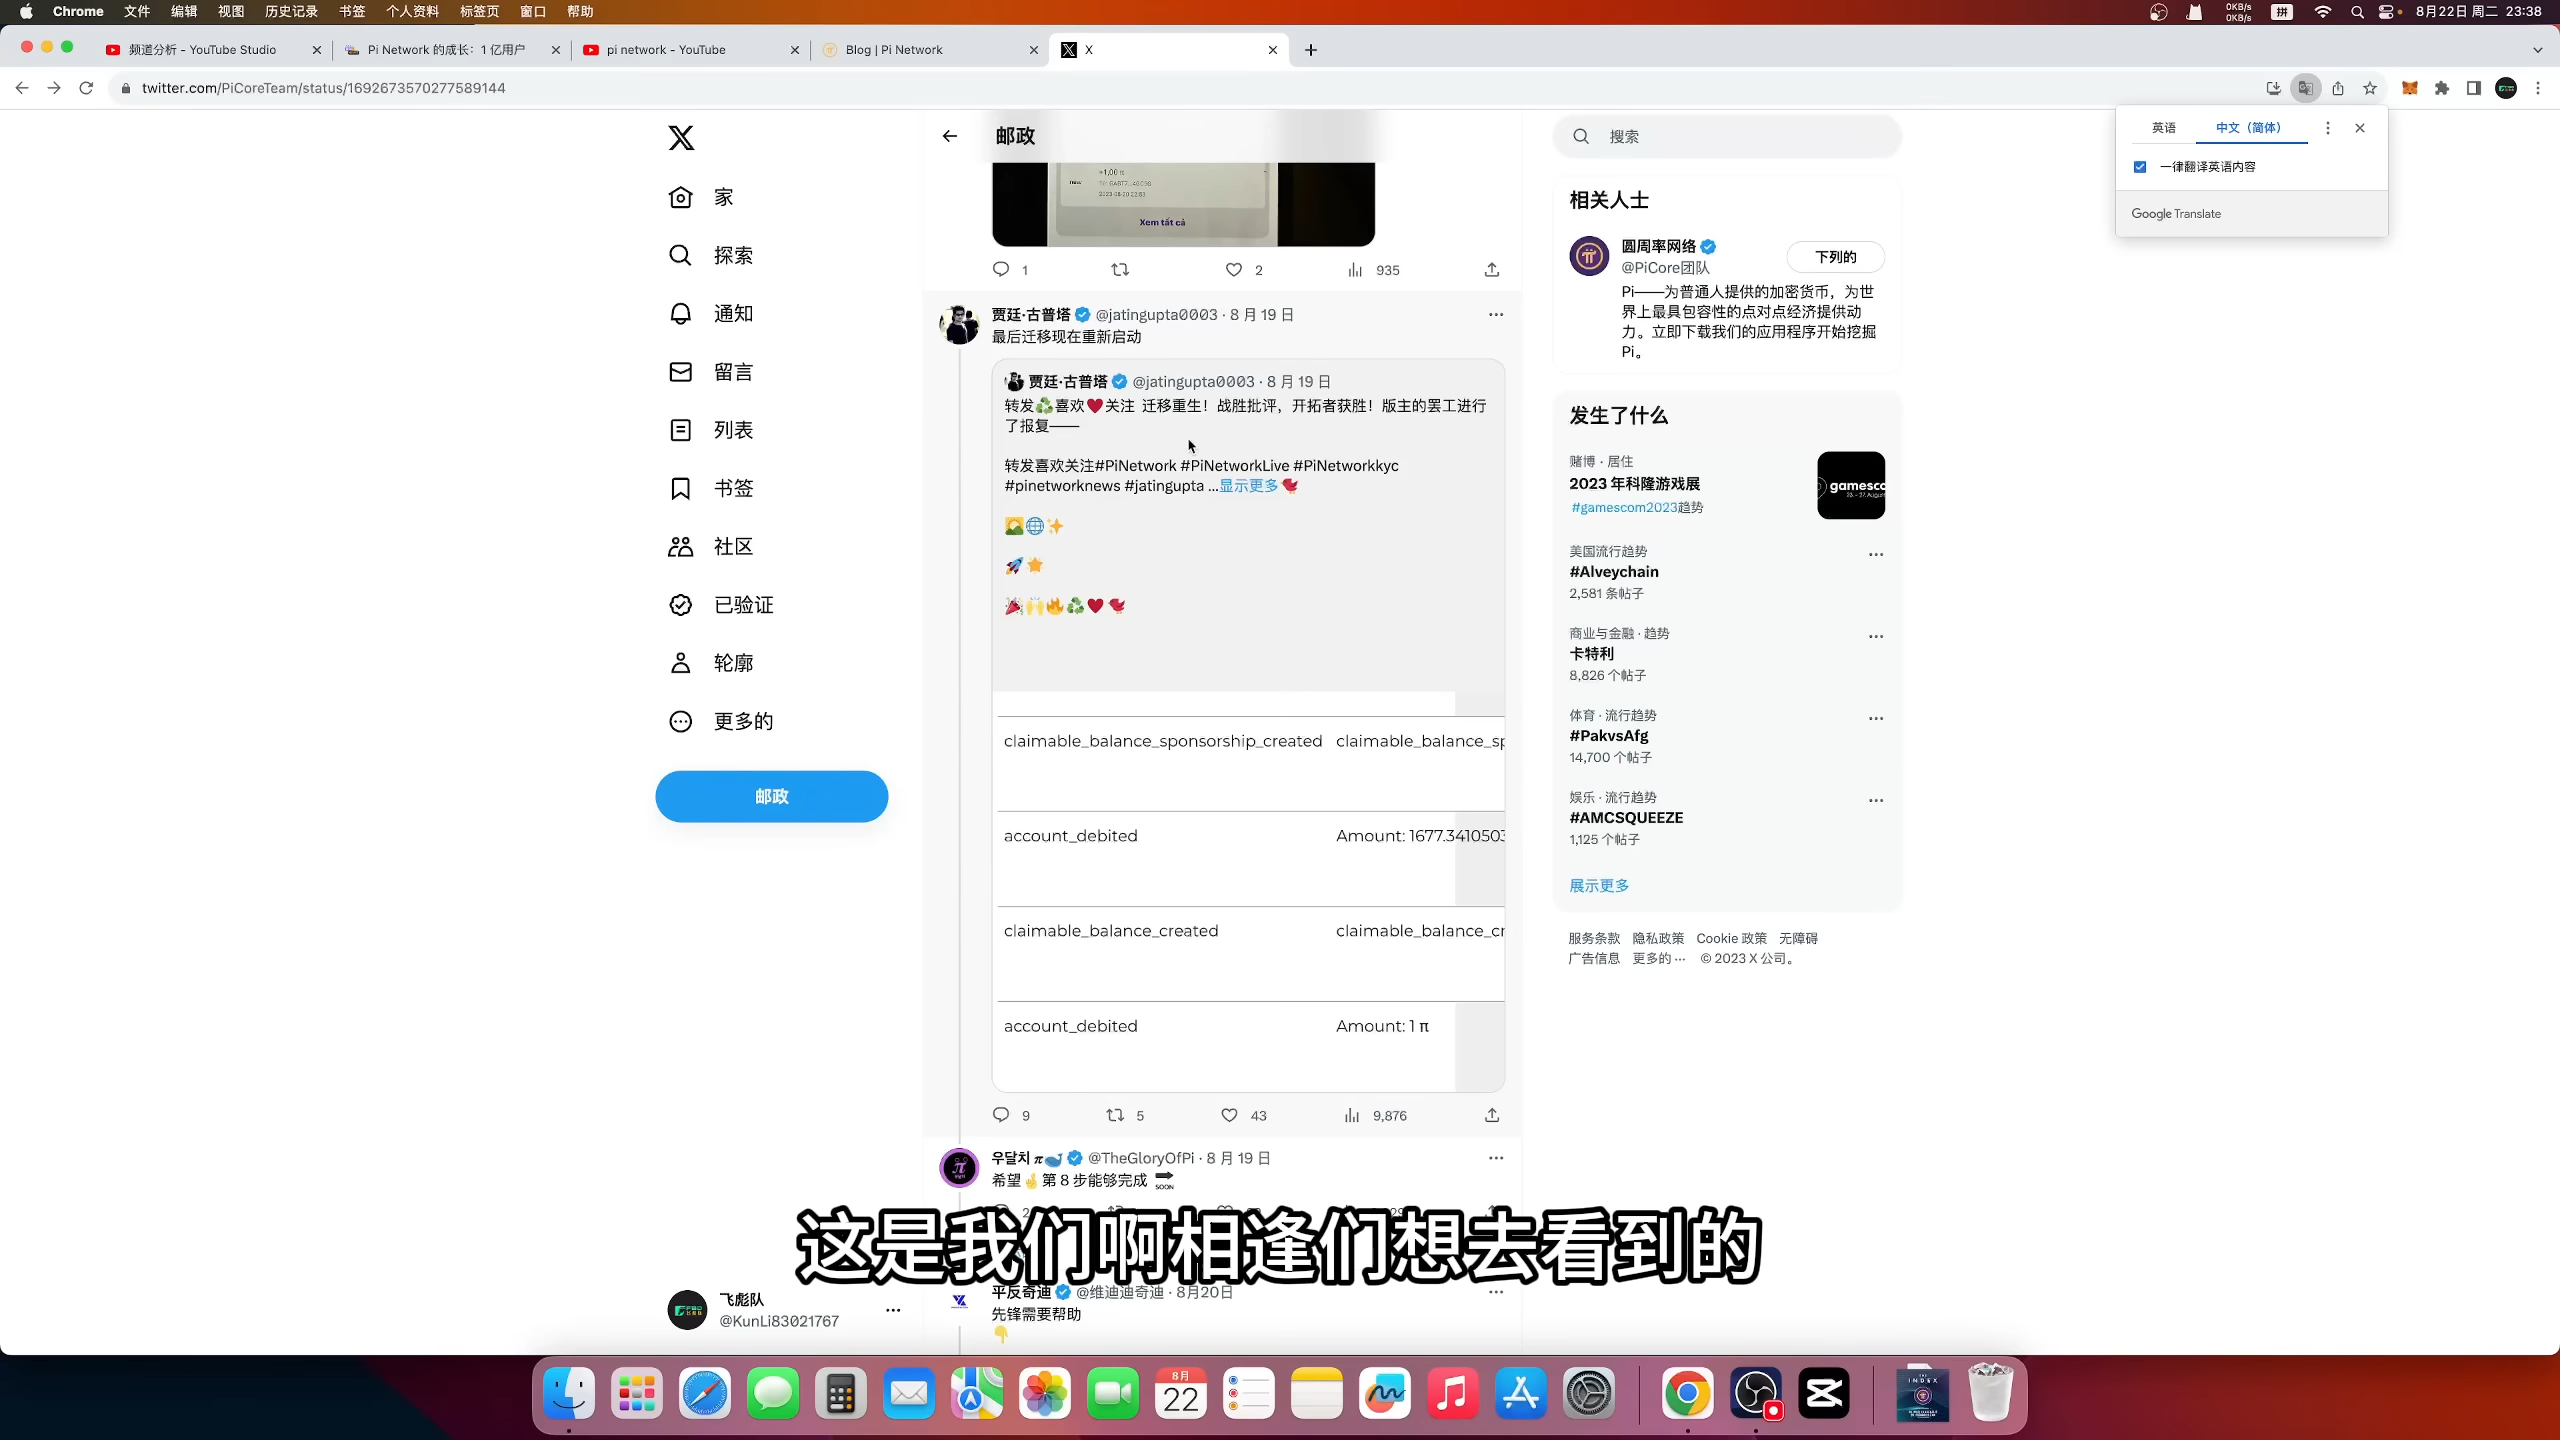 Chrome 文件 编辑 视图 历史记录 书签 个人资料 标签页 窗口 帮助
0KB/s
0KB/s
拼
8月22日 周二 23:38
频道分析 - YouTube Studio
Pi Network 的成长：1 亿用户
pi network - YouTube
Blog | Pi Network
X
twitter.com/PiCoreTeam/status/1692673570277589144
英语
中文（简体）
一律翻译英语内容
Google Translate
家
探索
通知
留言
列表
书签
社区
已验证
轮廓
更多的
邮政
飞彪队
@KunLi83021767
邮政
+1,00 π
2023-08-20 22:53
Xem tất cả
1 2 935
贾廷·古普塔 @jatingupta0003 · 8 月 19 日
最后迁移现在重新启动
贾廷·古普塔 @jatingupta0003 · 8 月 19 日
转发♻️喜欢❤️关注 迁移重生！战胜批评，开拓者获胜！版主的罢工进行
了报复——
转发喜欢关注#PiNetwork #PiNetworkLive #PiNetworkkyc
#pinetworknews #jatingupta ...显示更多
claimable_balance_sponsorship_created claimable_balance_sp
account_debited Amount: 1677.3410503
claimable_balance_created claimable_balance_cr
account_debited Amount: 1 π
9 5 43 9,876
우달치 π @TheGloryOfPi · 8 月 19 日
希望🤞第 8 步能够完成 SOON
这是我们啊相逢们想去看到的
平反奇迪 @维迪迪奇迪 · 8月20日
先锋需要帮助
搜索
相关人士
圆周率网络
@PiCore团队
下列的
Pi——为普通人提供的加密货币，为世
界上最具包容性的点对点经济提供动
力。立即下载我们的应用程序开始挖掘
Pi。
发生了什么
赌博 · 居住
2023 年科隆游戏展
#gamescom2023趋势
gamesco
美国流行趋势
#Alveychain
2,581 条帖子
商业与金融 · 趋势
卡特利
8,826 个帖子
体育 · 流行趋势
#PakvsAfg
14,700 个帖子
娱乐 · 流行趋势
#AMCSQUEEZE
1,125 个帖子
展示更多
服务条款 隐私政策 Cookie 政策 无障碍
广告信息 更多的 ··· © 2023 X 公司。
8月
22